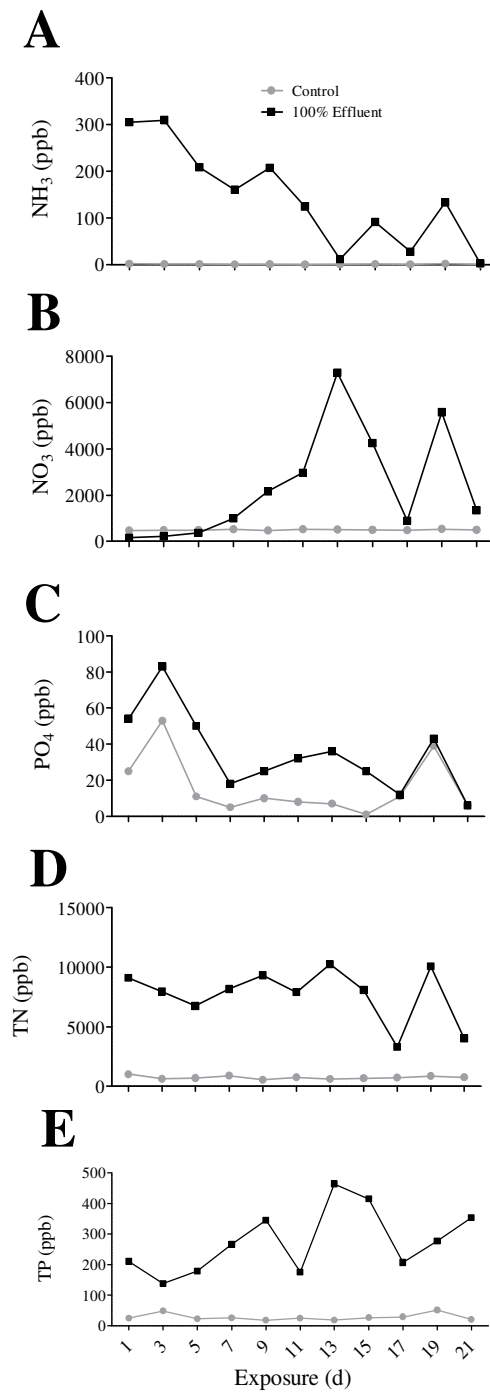 A
NH3 (ppb)
400
300
200
100
0
Control
100% Effluent
B
NO3 (ppb)
8000
6000
4000
2000
0
C
PO4 (ppb)
100
80
60
40
20
0
D
TN (ppb)
15000
10000
5000
0
E
TP (ppb)
500
400
300
200
100
0
1 3 5 7 9 11 13 15 17 19 21
Exposure (d)